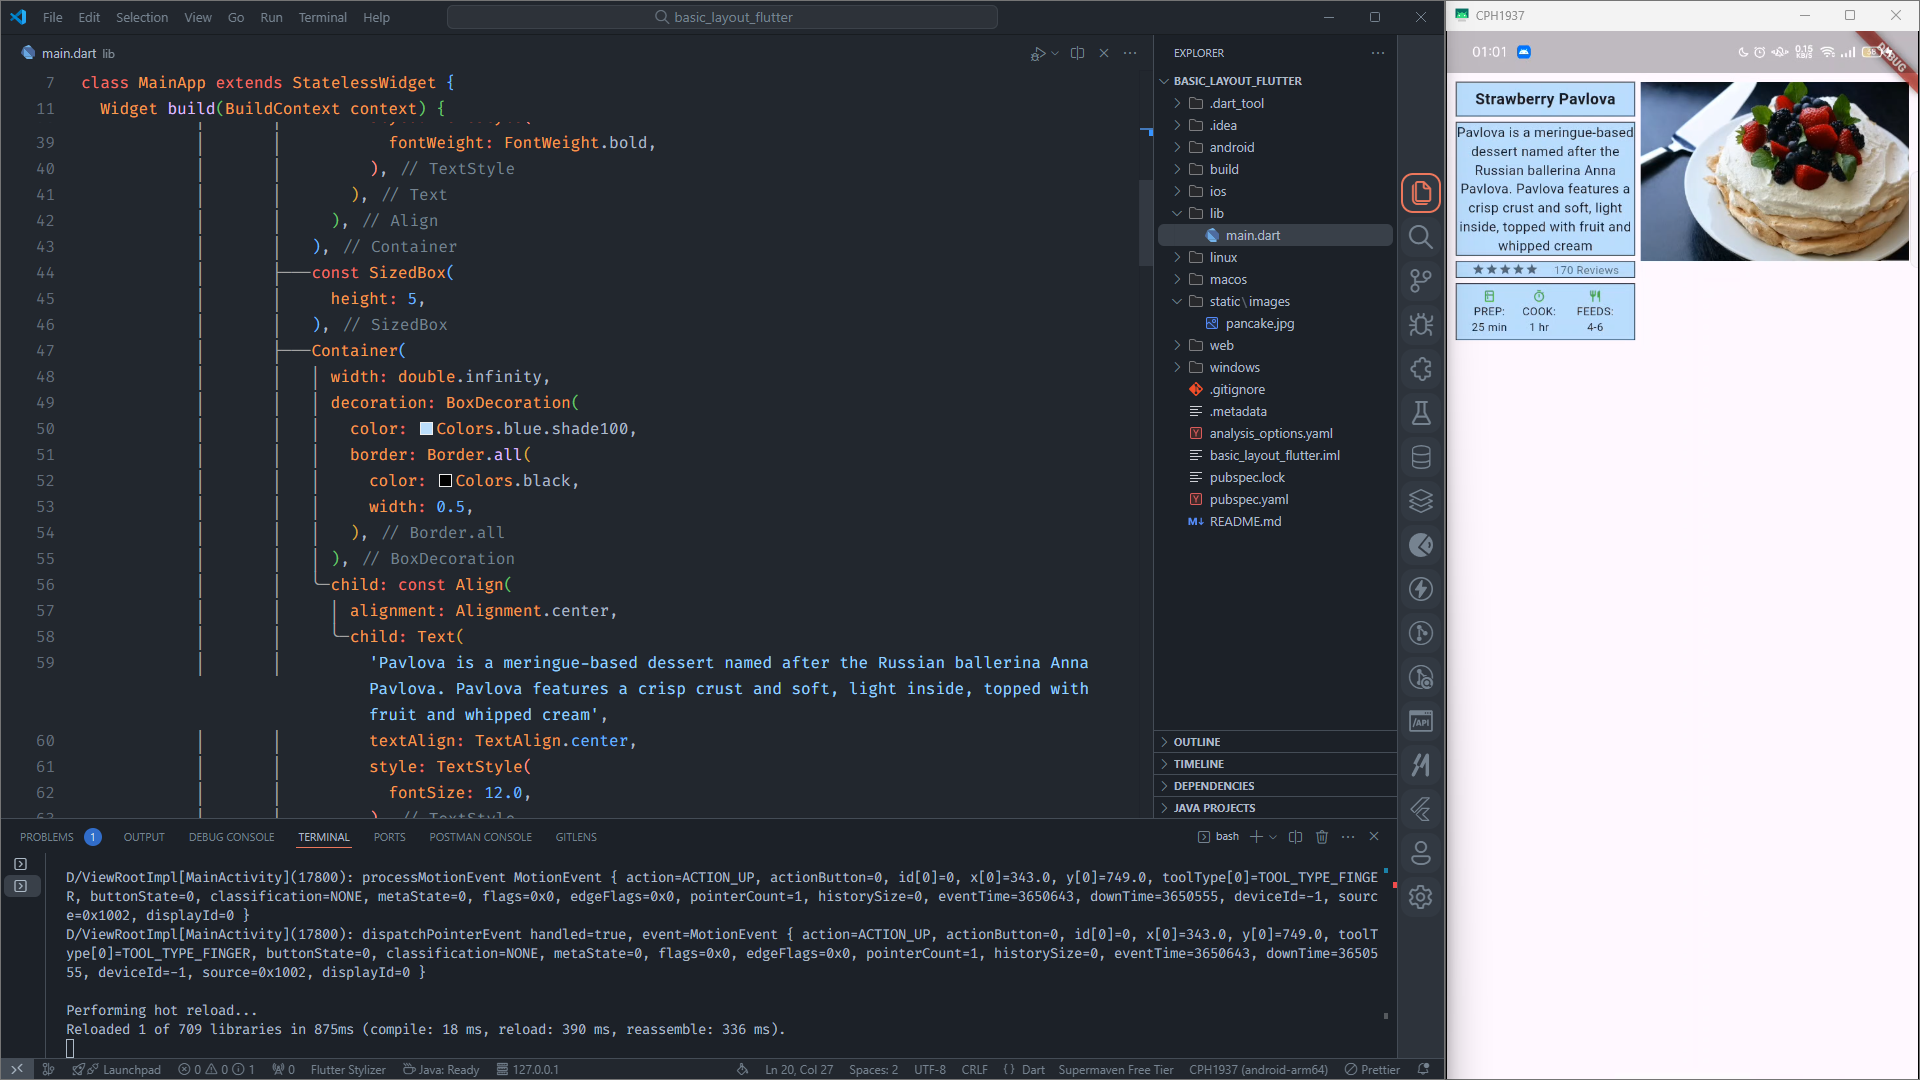 File Edit Selection View Go Run Terminal Help
basic_layout_flutter
main.dart lib
7 class MainApp extends StatelessWidget {
11 Widget build(BuildContext context) {
39 fontWeight: FontWeight.bold,
40 ), // TextStyle
41 ), // Text
42 ), // Align
43 ), // Container
44 const SizedBox(
45 height: 5,
46 ), // SizedBox
47 Container(
48 width: double.infinity,
49 decoration: BoxDecoration(
50 color: Colors.blue.shade100,
51 border: Border.all(
52 color: Colors.black,
53 width: 0.5,
54 ), // Border.all
55 ), // BoxDecoration
56 child: const Align(
57 alignment: Alignment.center,
58 child: Text(
59 'Pavlova is a meringue-based dessert named after the Russian ballerina Anna
Pavlova. Pavlova features a crisp crust and soft, light inside, topped with
fruit and whipped cream',
60 textAlign: TextAlign.center,
61 style: TextStyle(
62 fontSize: 12.0,
63 ), // TextStyle
EXPLORER
BASIC_LAYOUT_FLUTTER
.dart_tool
.idea
android
build
ios
lib
main.dart
linux
macos
static\images
pancake.jpg
web
windows
.gitignore
.metadata
analysis_options.yaml
basic_layout_flutter.iml
pubspec.lock
pubspec.yaml
README.md
OUTLINE
TIMELINE
DEPENDENCIES
JAVA PROJECTS
PROBLEMS 1 OUTPUT DEBUG CONSOLE TERMINAL PORTS POSTMAN CONSOLE GITLENS
bash
D/ViewRootImpl[MainActivity](17800): processMotionEvent MotionEvent { action=ACTION_UP, actionButton=0, id[0]=0, x[0]=343.0, y[0]=749.0, toolType[0]=TOOL_TYPE_FINGE
R, buttonState=0, classification=NONE, metaState=0, flags=0x0, edgeFlags=0x0, pointerCount=1, historySize=0, eventTime=3650643, downTime=3650555, deviceId=-1, sourc
e=0x1002, displayId=0 }
D/ViewRootImpl[MainActivity](17800): dispatchPointerEvent handled=true, event=MotionEvent { action=ACTION_UP, actionButton=0, id[0]=0, x[0]=343.0, y[0]=749.0, toolT
ype[0]=TOOL_TYPE_FINGER, buttonState=0, classification=NONE, metaState=0, flags=0x0, edgeFlags=0x0, pointerCount=1, historySize=0, eventTime=3650643, downTime=36505
55, deviceId=-1, source=0x1002, displayId=0 }
Performing hot reload...
Reloaded 1 of 709 libraries in 875ms (compile: 18 ms, reload: 390 ms, reassemble: 336 ms).
Launchpad 0 0 1 0 Flutter Stylizer Java: Ready 127.0.0.1
Ln 20, Col 27 Spaces: 2 UTF-8 CRLF {} Dart Supermaven Free Tier CPH1937 (android-arm64) Prettier
/API
CPH1937
01:01
0.15 KB/S
DEBUG
Strawberry Pavlova
Pavlova is a meringue-based
dessert named after the
Russian ballerina Anna
Pavlova. Pavlova features a
crisp crust and soft, light
inside, topped with fruit and
whipped cream
170 Reviews
PREP: COOK: FEEDS:
25 min 1 hr 4-6